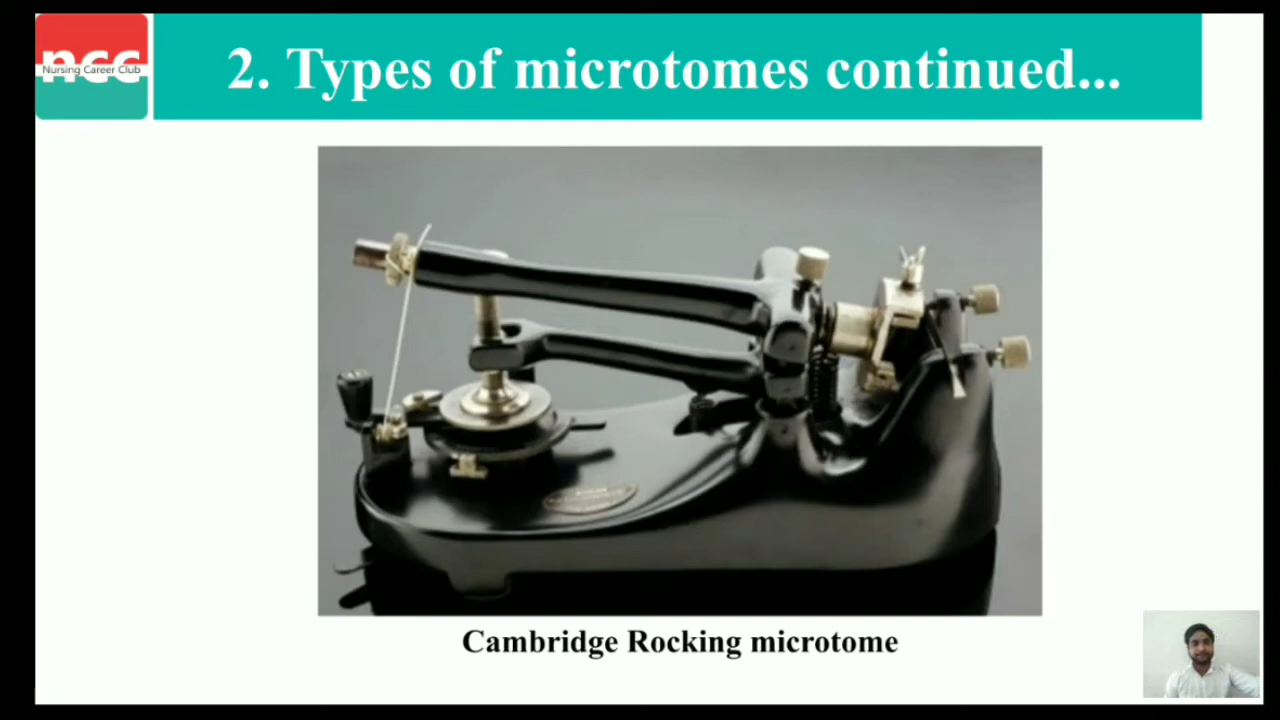 ncc
Nursing Career Club
2. Types of microtomes continued...
Cambridge Rocking microtome